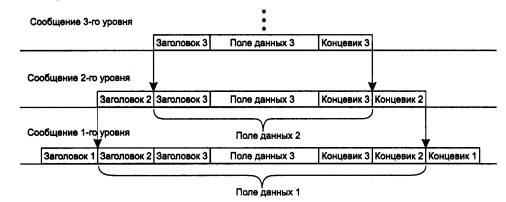 Сообщение 3-го уровня
Заголовок 3 Поле данных 3 Концевик 3
Сообщение 2-го уровня
Заголовок 2 Заголовок 3 Поле данных 3 Концевик 3 Концевик 2
Поле данных 2
Сообщение 1-го уровня
Заголовок 1 Заголовок 2 Заголовок 3 Поле данных 3 Концевик 3 Концевик 2 Концевик 1
Поле данных 1